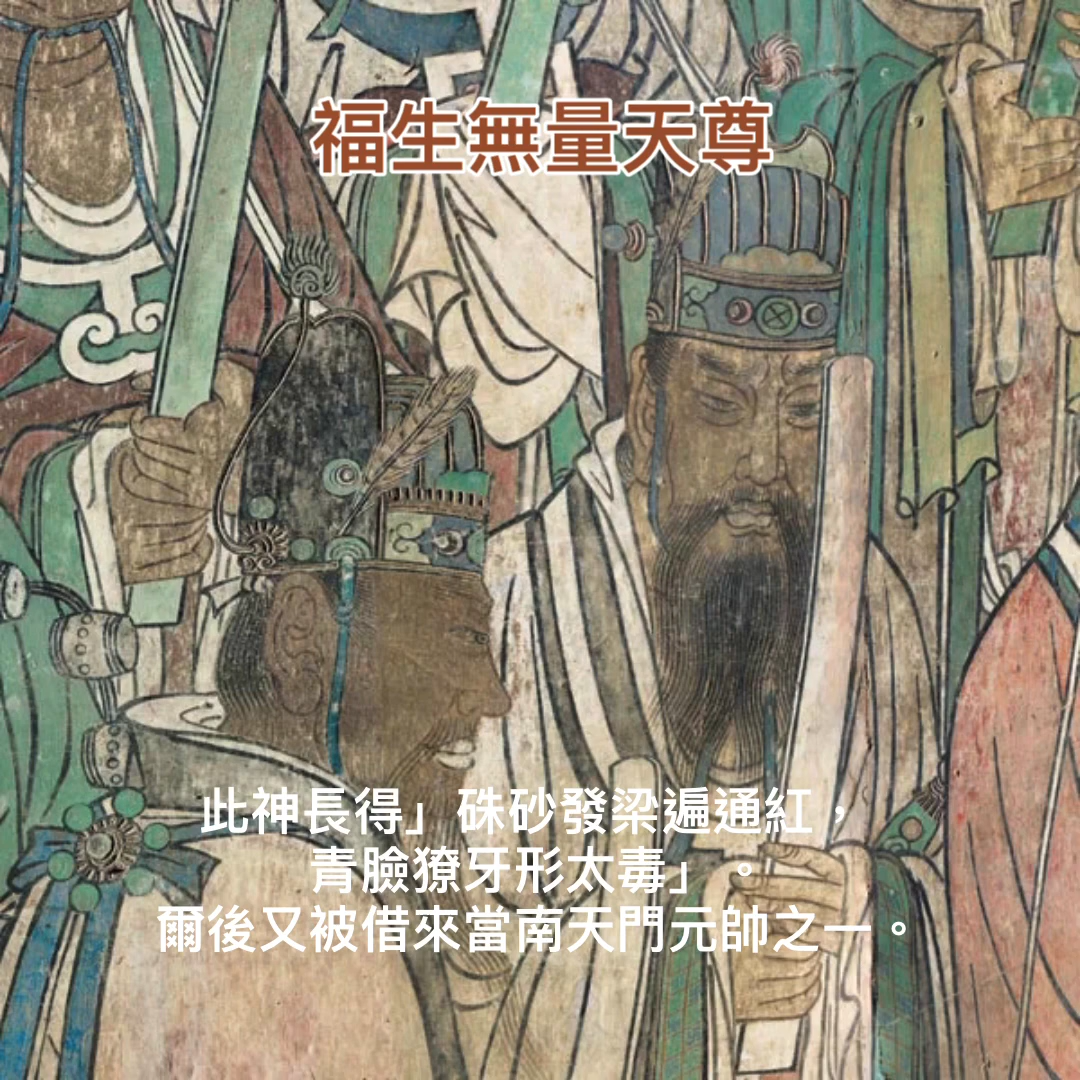 福生無量天尊
此神長得」硃砂發梁遍通紅，
青臉獠牙形太毒」。
爾後又被借來當南天門元帥之一。